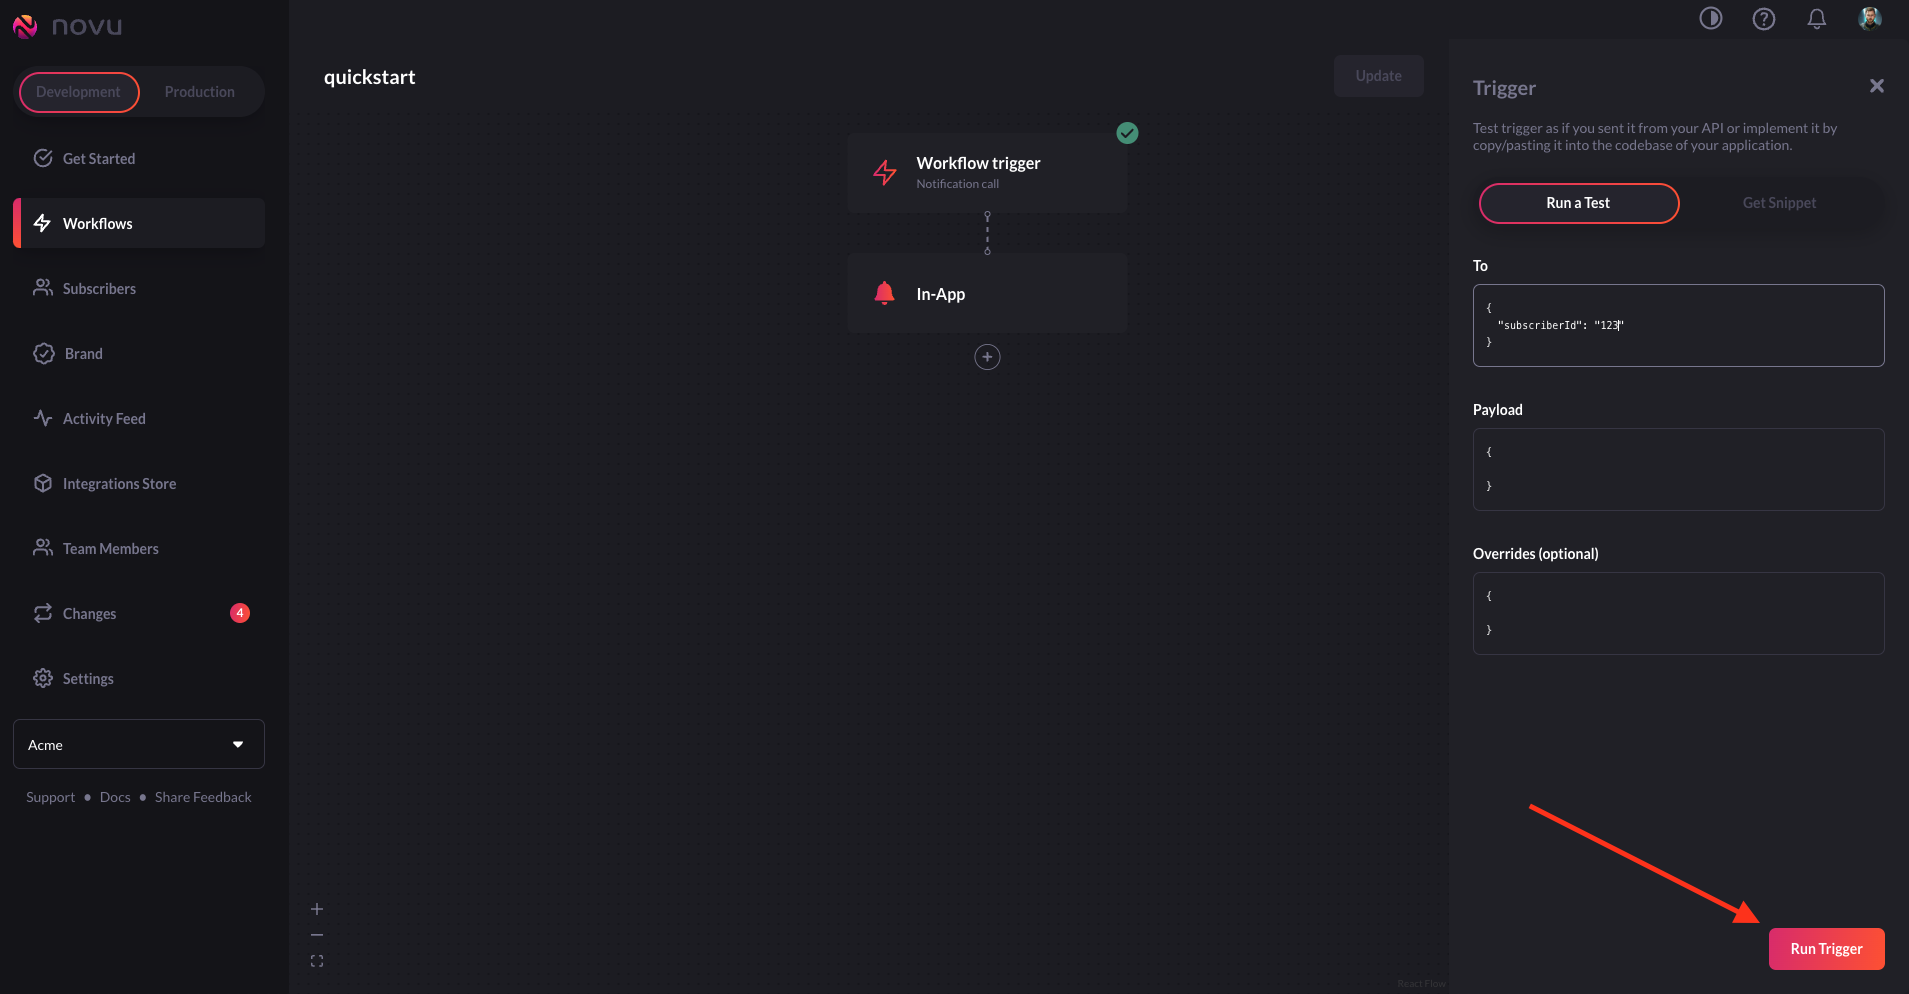 novu
Development
Production
Get Started
Workflows
Subscribers
Brand
Activity Feed
Integrations Store
Team Members
Changes
4
Settings
Acme
Support • Docs • Share Feedback
quickstart
Update
Workflow trigger
Notification call
In-App
React Flow
Trigger
Test trigger as if you sent it from your API or implement it by
copy/pasting it into the codebase of your application.
Run a Test
Get Snippet
To
{
"subscriberId": "123"
}
Payload
{
}
Overrides (optional)
{
}
Run Trigger